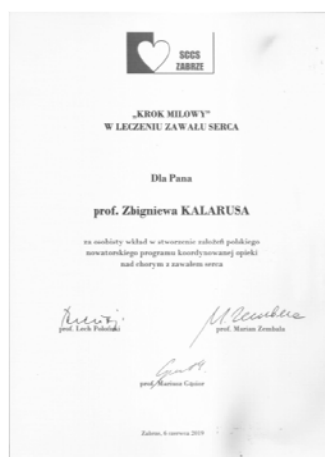 SCCS
ZABRZE
„KROK MILOWY”
W LECZENIU ZAWAŁU SERCA
Dla Pana
prof. Zbigniewa KALARUSA
za osobisty wkład w stworzenie założeń polskiego
nowatorskiego programu koordynowanej opieki
nad chorym z zawałem serca
prof. Lech Poloński
prof. Marian Zembala
prof. Mariusz Gąsior
Zabrze, 6 czerwca 2019